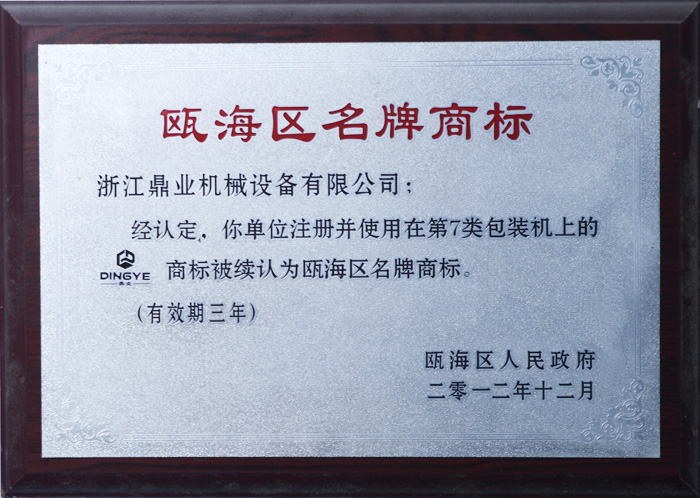 瓯海区名牌商标
浙江鼎业机械设备有限公司：
经认定，你单位注册并使用在第7类包装机上的
DINGYE
鼎业
商标被续认为瓯海区名牌商标。
（有效期三年）
瓯海区人民政府
二零一二年十二月